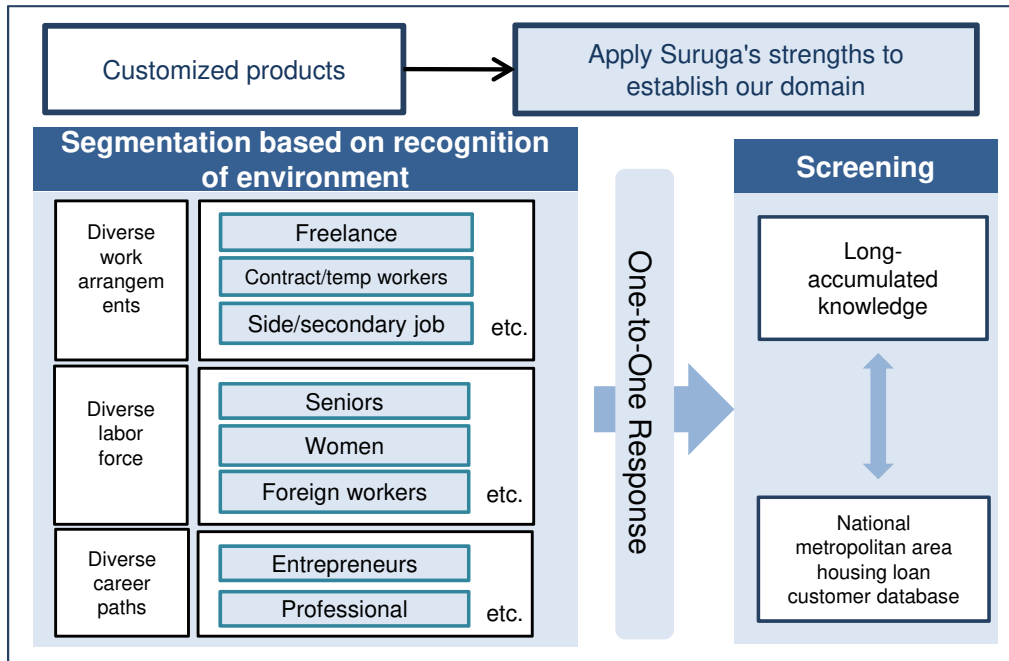 Customized products
Apply Suruga's strengths to
establish our domain
Segmentation based on recognition
of environment
Diverse
work
arrangem
ents
Freelance
Contract/temp workers
Side/secondary job
etc.
Diverse
labor
force
Seniors
Women
Foreign workers
etc.
Diverse
career
paths
Entrepreneurs
Professional
etc.
One-to-One Response
Screening
Long-
accumulated
knowledge
National
metropolitan area
housing loan
customer database